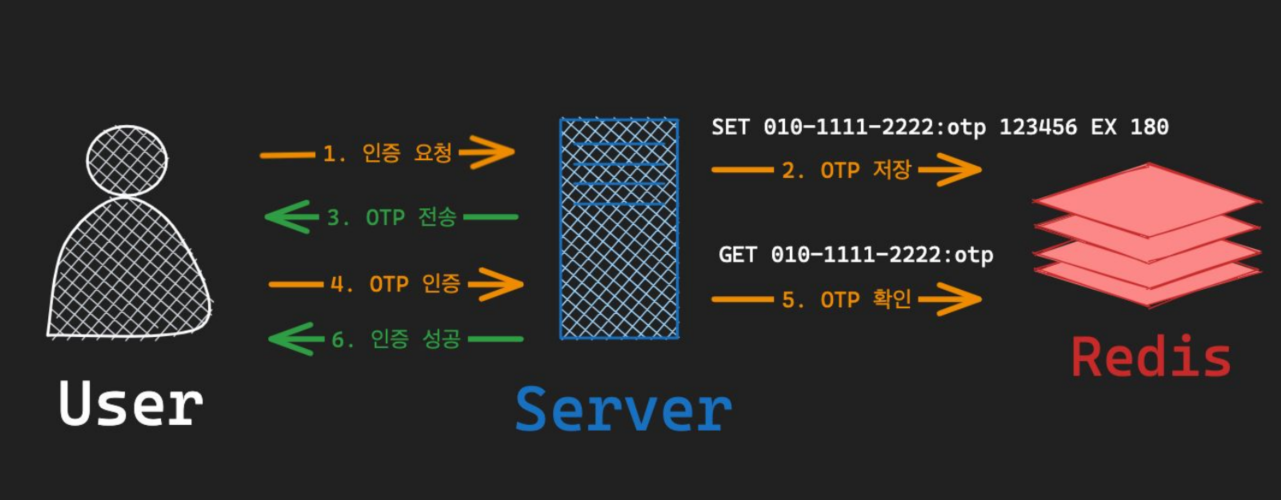 SET 010-1111-2222:otp 123456 EX 180
1. 인증 요청
2. OTP 저장
3. OTP 전송
GET 010-1111-2222:otp
4. OTP 인증
5. OTP 확인
6. 인증 성공
User
Server
Redis